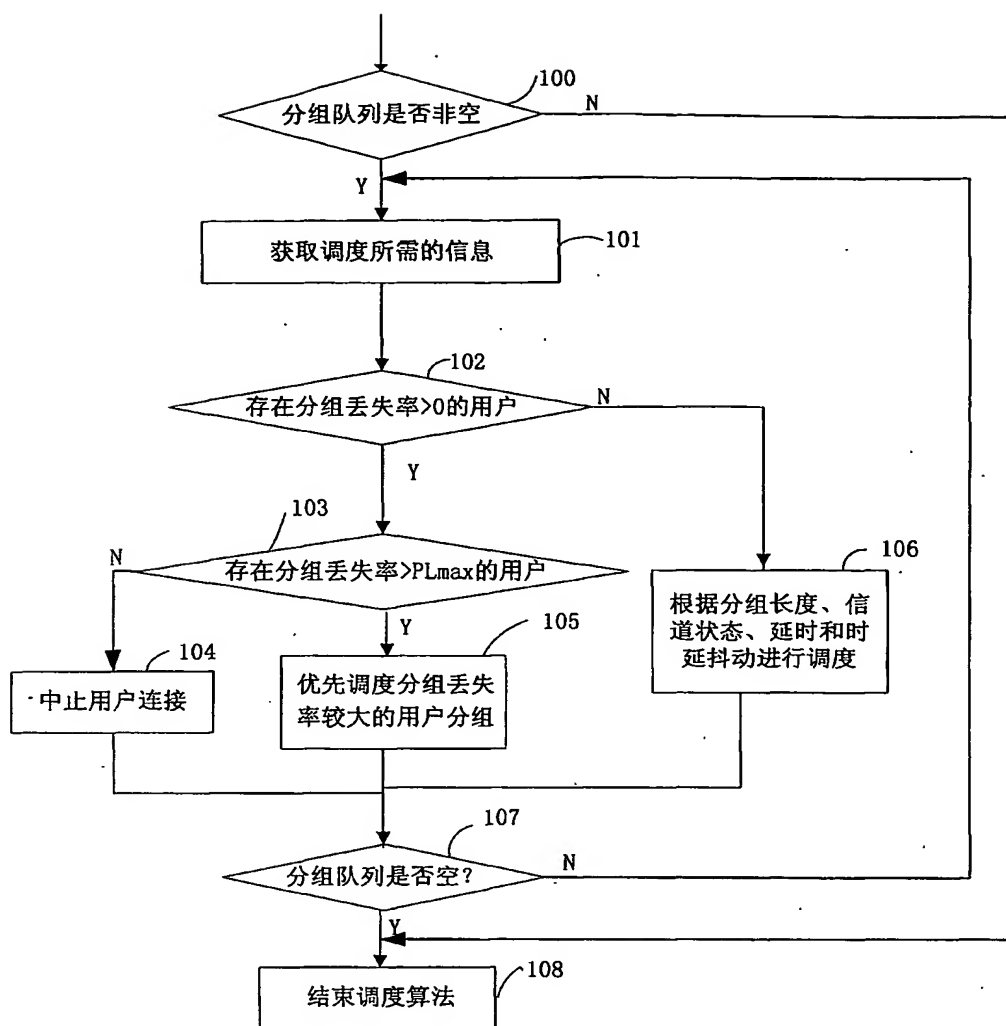 100
分组队列是否非空
N
Y
获取调度所需的信息
101
102
存在分组丢失率>0的用户
N
Y
103
N
存在分组丢失率>PLmax的用户
106
Y
105
根据分组长度、信
道状态、延时和时
延抖动进行调度
104
中止用户连接
优先调度分组丢失
率较大的用户分组
107
分组队列是否空？
N
Y
108
结束调度算法